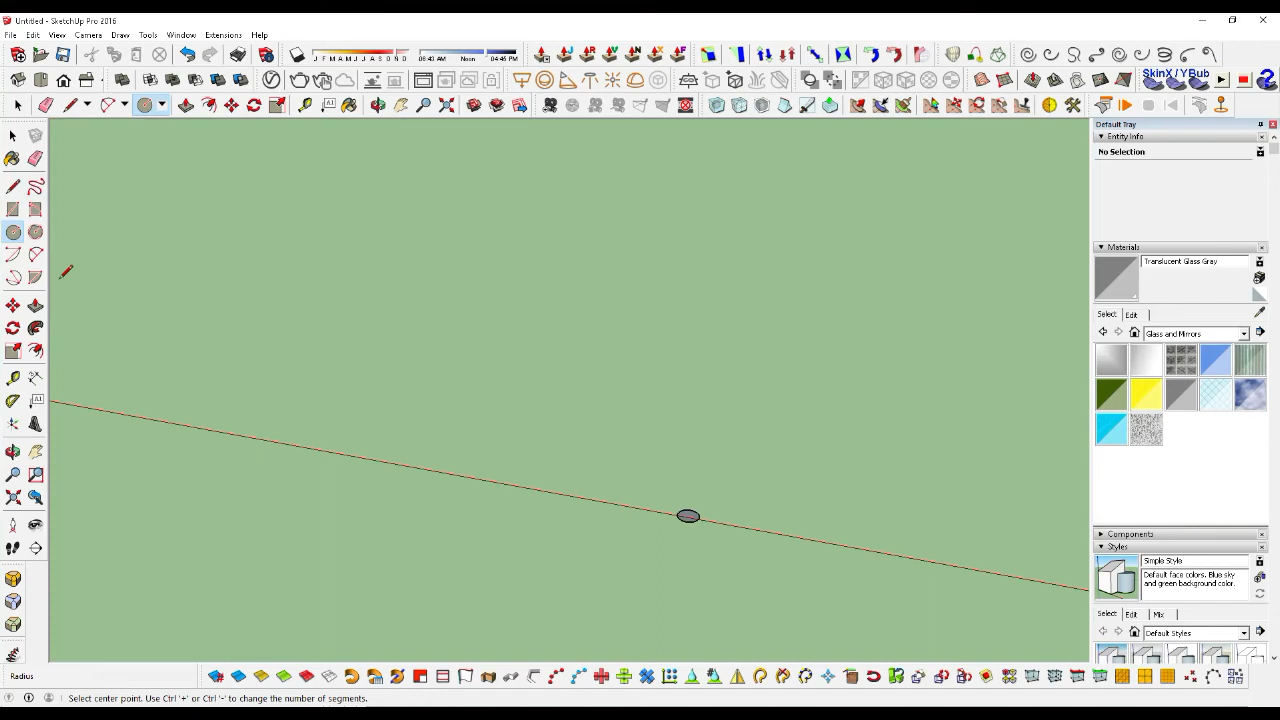 Untitled - SketchUp Pro 2016
File Edit View Camera Draw Tools Window Extensions Help
J F M A M J J A S O N D
06:43 AM Noon 04:45 PM
SkinX / YBub
Default Tray
Entity Info
No Selection
Materials
Translucent Glass Gray
Select Edit
Glass and Mirrors
Components
Styles
Simple Style
Default face colors. Blue sky and green background color.
Select Edit Mix
Default Styles
Radius
Select center point. Use Ctrl '+' or Ctrl '-' to change the number of segments.